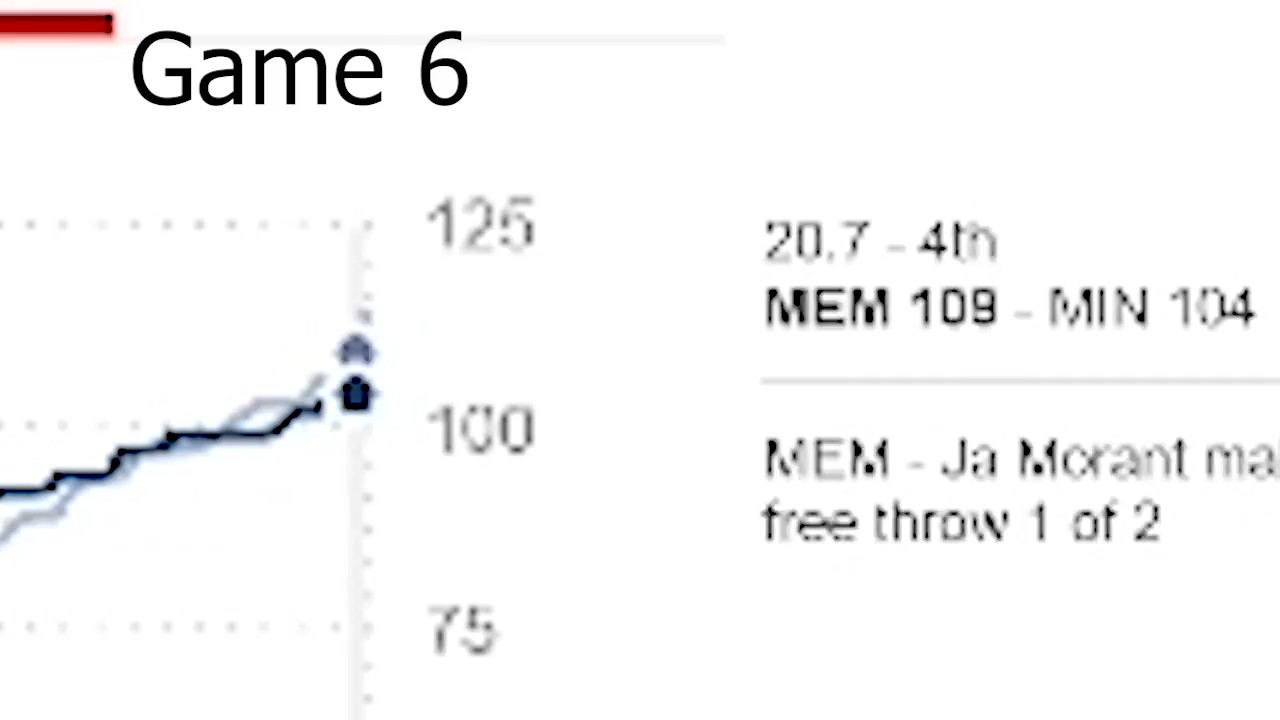 Game 6
125
100
75
20.7 - 4th
MEM 109 - MIN 104
MEM - Ja Morant
free throw 1 of 2